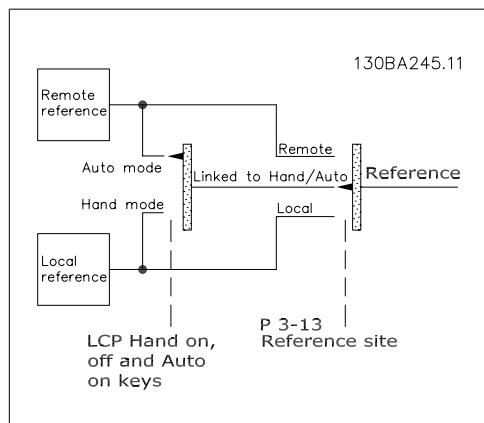 130BA245.11
Remote
reference
Remote
Auto mode
Linked to Hand/Auto
Reference
Hand mode
Local
Local
reference
LCP Hand on,
off and Auto
on keys
P 3-13
Reference site